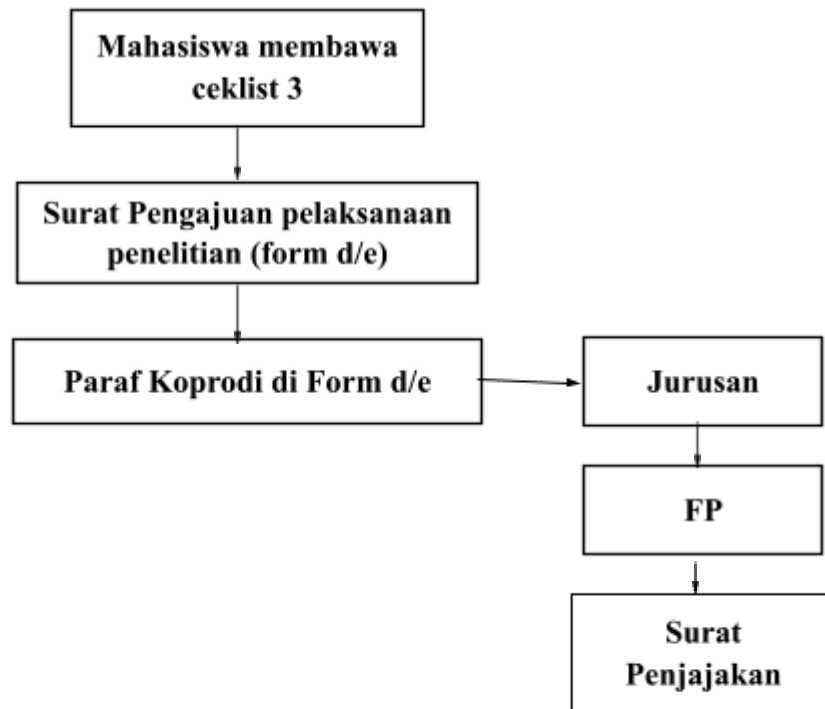 Mahasiswa membawa
ceklist 3
Surat Pengajuan pelaksanaan
penelitian (form d/e)
Paraf Koprodi di Form d/e
Jurusan
FP
Surat
Penjajakan